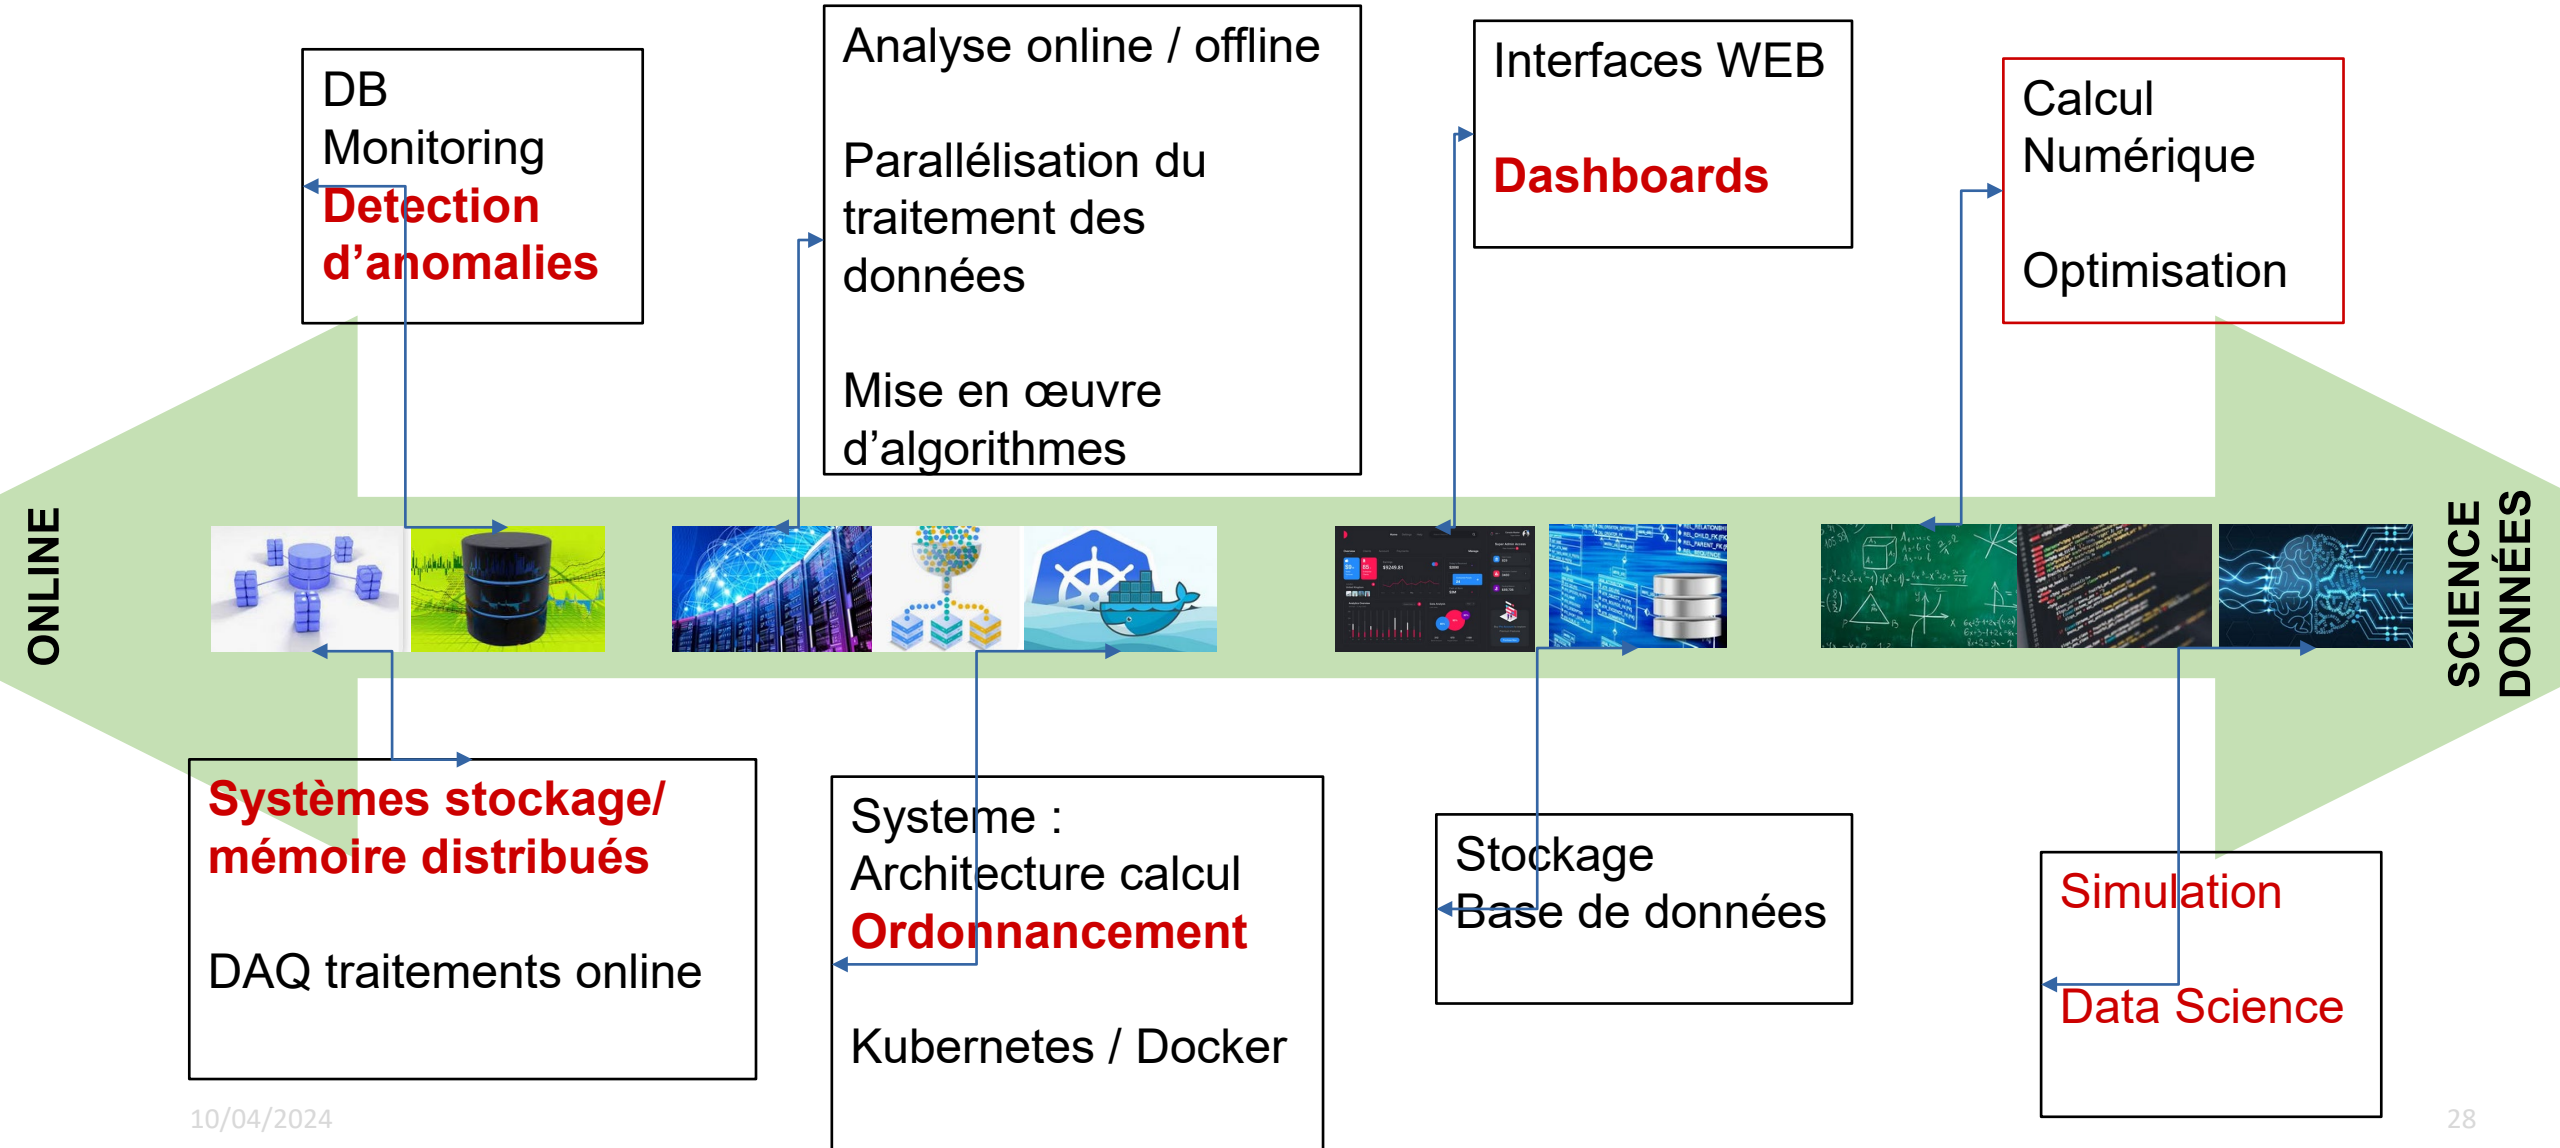 DB
Monitoring
Detection
d’anomalies
Analyse online / offline
Parallélisation du
traitement des
données
Mise en œuvre
d’algorithmes
Interfaces WEB
Dashboards
Calcul
Numérique
Optimisation
ONLINE
SCIENCE
DONNÉES
$9249.81
Systèmes stockage/
mémoire distribués
DAQ traitements online
Systeme :
Architecture calcul
Ordonnancement
Kubernetes / Docker
Stockage
Base de données
Simulation
Data Science
10/04/2024
28